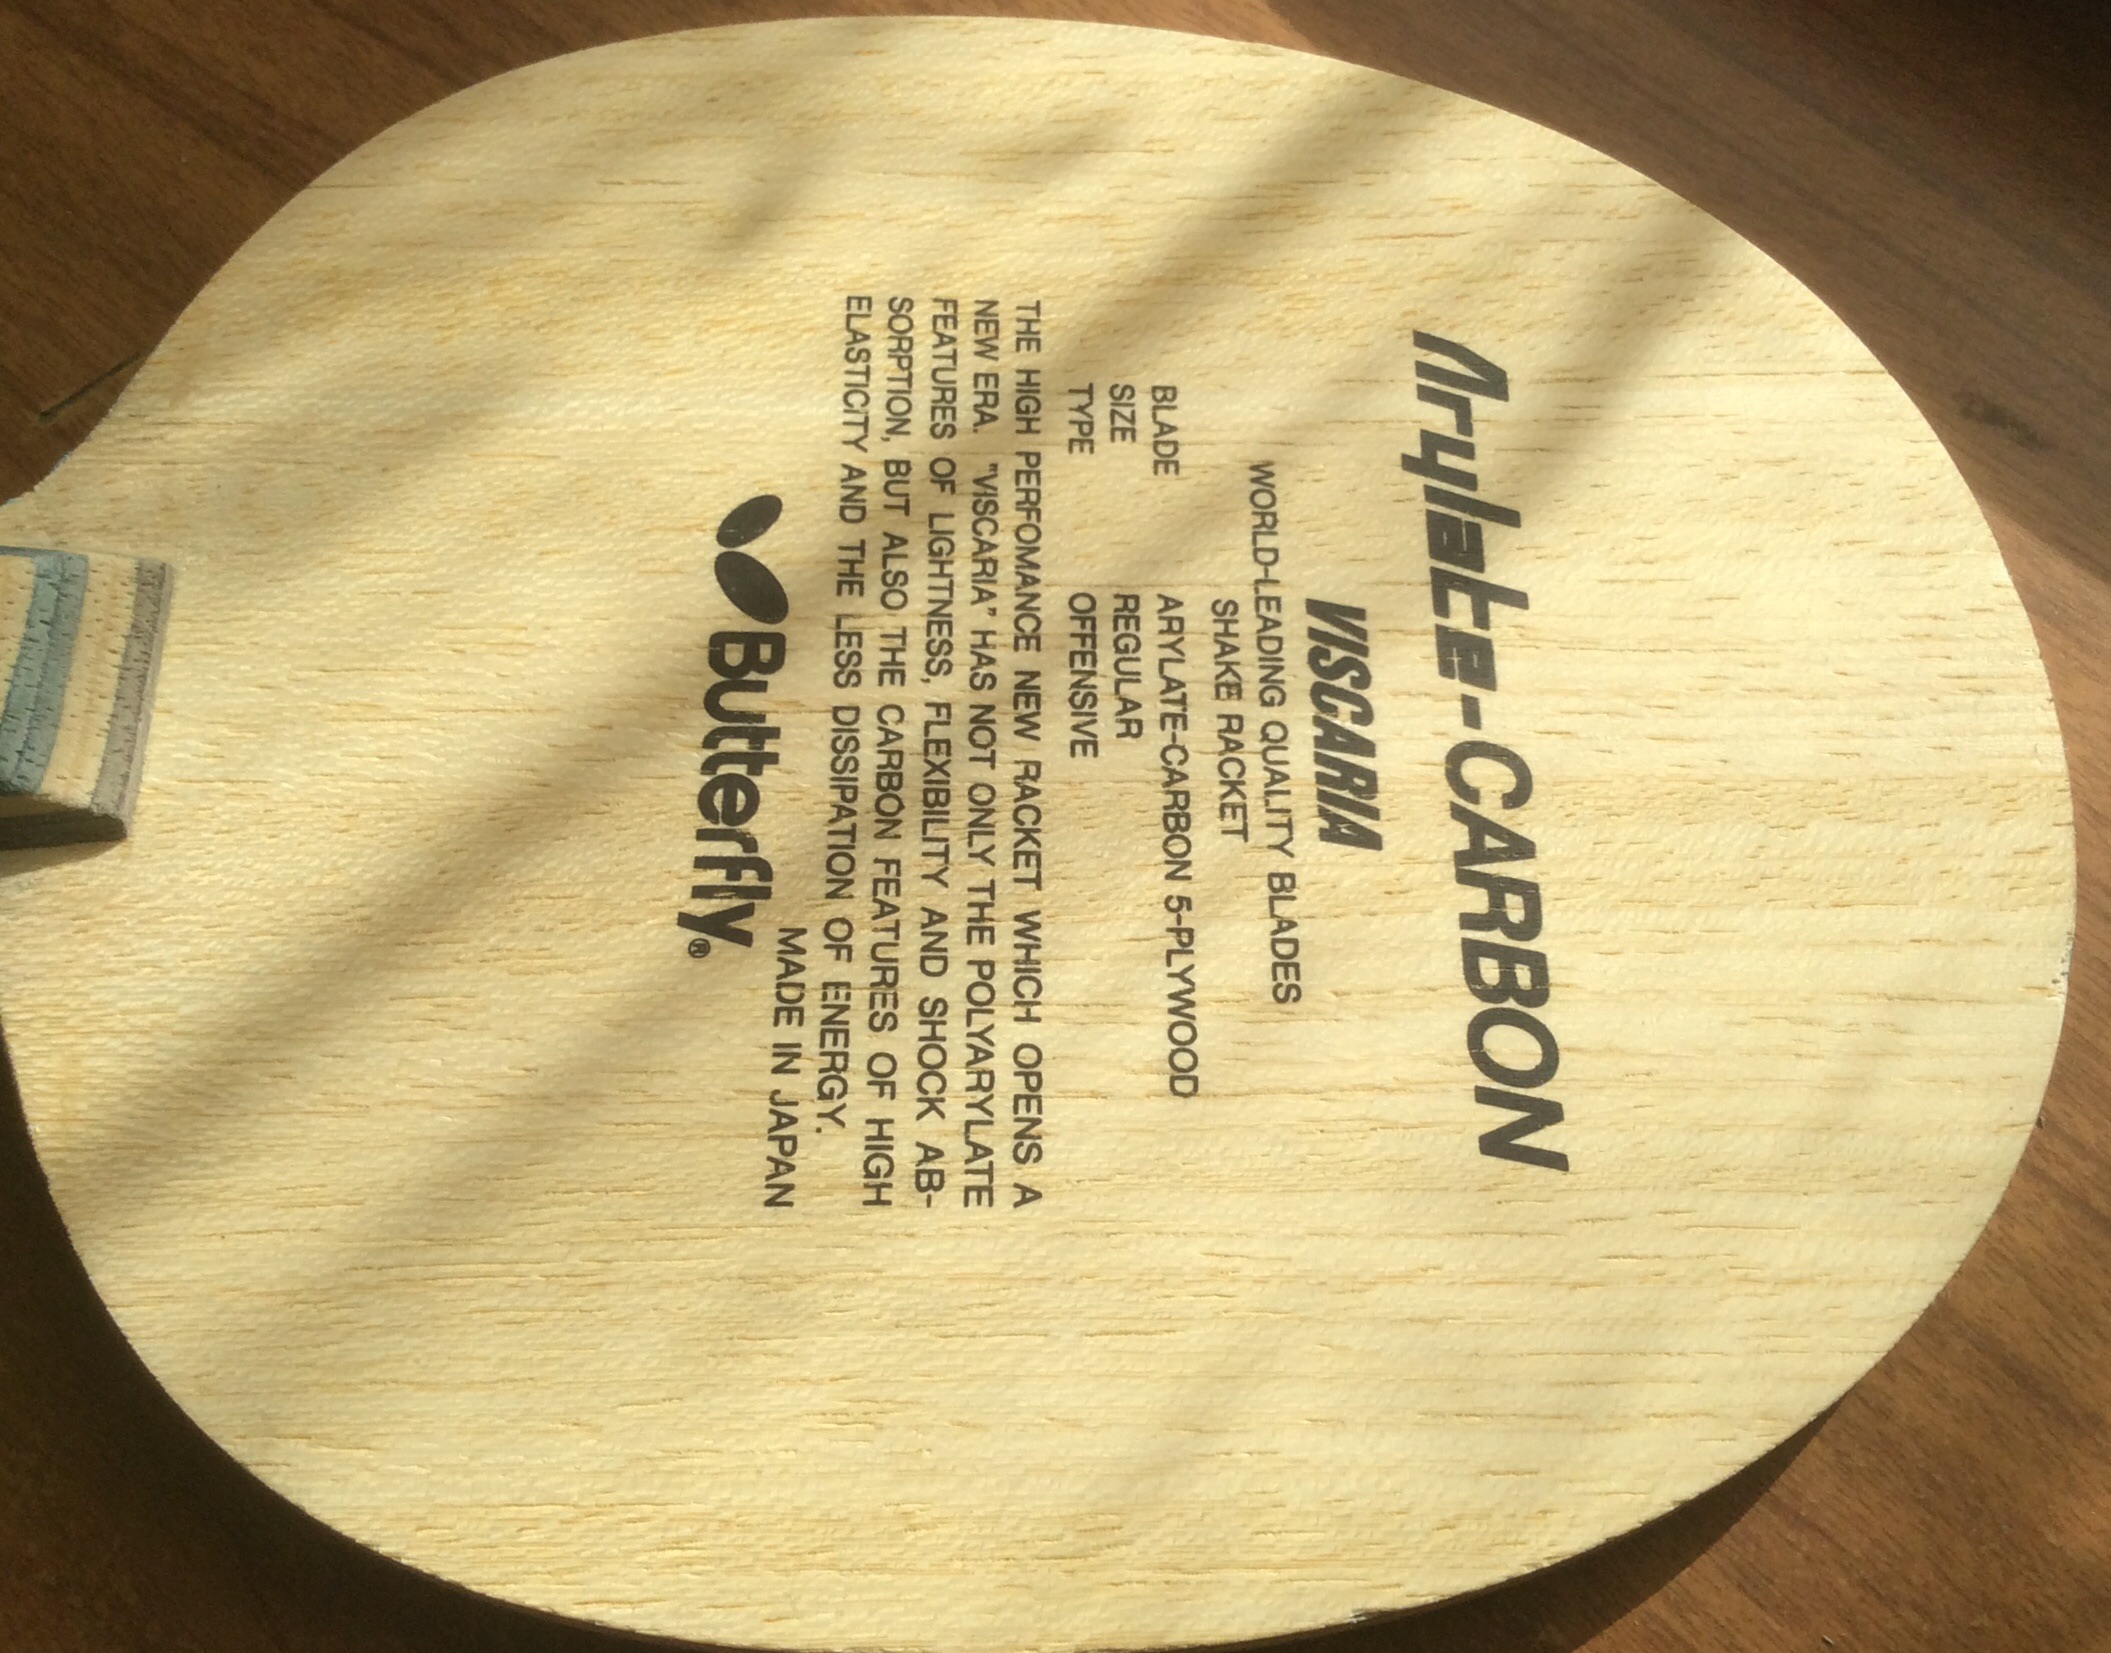 Arylate-CARBON
VISCARIA
WORLD-LEADING QUALITY BLADES
SHAKE RACKET
BLADE ARYLATE-CARBON 5-PLYWOOD
SIZE REGULAR
TYPE OFFENSIVE
THE HIGH PERFOMANCE NEW RACKET WHICH OPENS A
NEW ERA. "VISCARIA" HAS NOT ONLY THE POLYARYLATE
FEATURES OF LIGHTNESS, FLEXIBILITY AND SHOCK AB-
SORPTION, BUT ALSO THE CARBON FEATURES OF HIGH
ELASTICITY AND THE LESS DISSIPATION OF ENERGY.
MADE IN JAPAN
Butterfly®